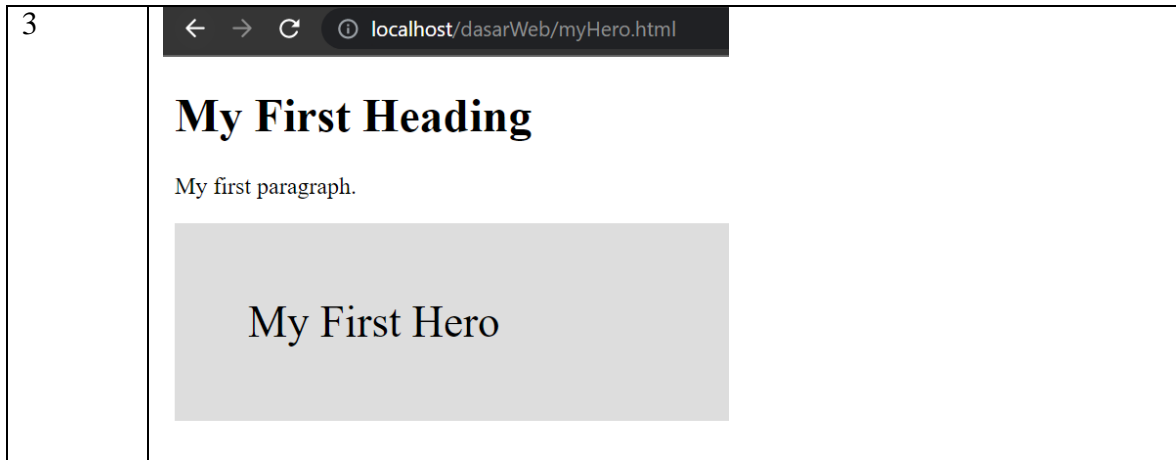 3
localhost/dasarWeb/myHero.html
My First Heading
My first paragraph.
My First Hero